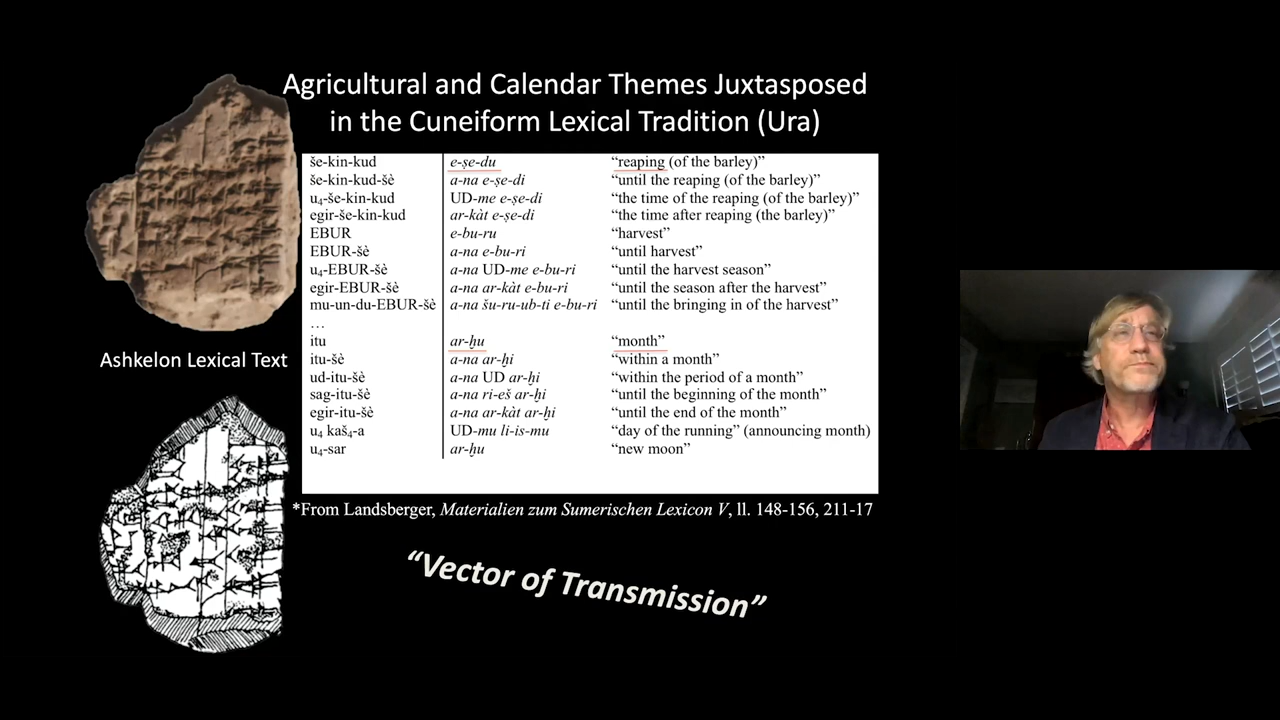 Agricultural and Calendar Themes Juxtasposed
in the Cuneiform Lexical Tradition (Ura)
še-kin-kud e-ṣe-du “reaping (of the barley)”
še-kin-kud-šè a-na e-ṣe-di “until the reaping (of the barley)”
u₄-še-kin-kud UD-me e-ṣe-di “the time of the reaping (of the barley)”
egir-še-kin-kud ar-kàt e-ṣe-di “the time after reaping (the barley)”
EBUR e-bu-ru “harvest”
EBUR-šè a-na e-bu-ri “until harvest”
u₄-EBUR-šè a-na UD-me e-bu-ri “until the harvest season”
egir-EBUR-šè a-na ar-kàt e-bu-ri “until the season after the harvest”
mu-un-du-EBUR-šè a-na šu-ru-ub-ti e-bu-ri “until the bringing in of the harvest”
…
itu ar-ḫu “month”
itu-šè a-na ar-ḫi “within a month”
ud-itu-šè a-na UD ar-ḫi “within the period of a month”
sag-itu-šè a-na ri-eš ar-ḫi “until the beginning of the month”
egir-itu-šè a-na ar-kàt ar-ḫi “until the end of the month”
u₄ kaš₄-a UD-mu li-is-mu “day of the running” (announcing month)
u₄-sar ar-ḫu “new moon”
Ashkelon Lexical Text
*From Landsberger, Materialien zum Sumerischen Lexicon V, ll. 148-156, 211-17
“Vector of Transmission”